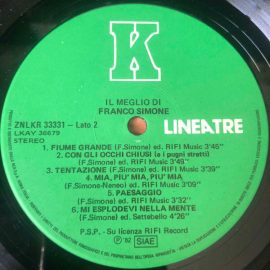 K
IL MEGLIO DI
FRANCO SIMONE
ZNLKR 33331 - Lato 2
LKAY 36679
STEREO
LINEATRE
1. FIUME GRANDE (F.Simone) ed. RIFI Music 3'45"
2. CON GLI OCCHI CHIUSI (e i pugni stretti)
(F.Simone) ed. RIFI Music 3'48"
3. TENTAZIONE (F.Simone) ed. RIFI Music 3'39"
4. MIA, PIU' MIA, PIU' MIA
(F.Simone-Neneo) ed. RIFI Music 3'09"
5. PAESAGGIO
(F.Simone) ed. RIFI Music 3'32"
6. MI ESPLODEVI NELLA MENTE
(F. Simone) ed. Settebello 4'26"
P.S.P. - Su licenza RIFI Record
P '82 SIAE